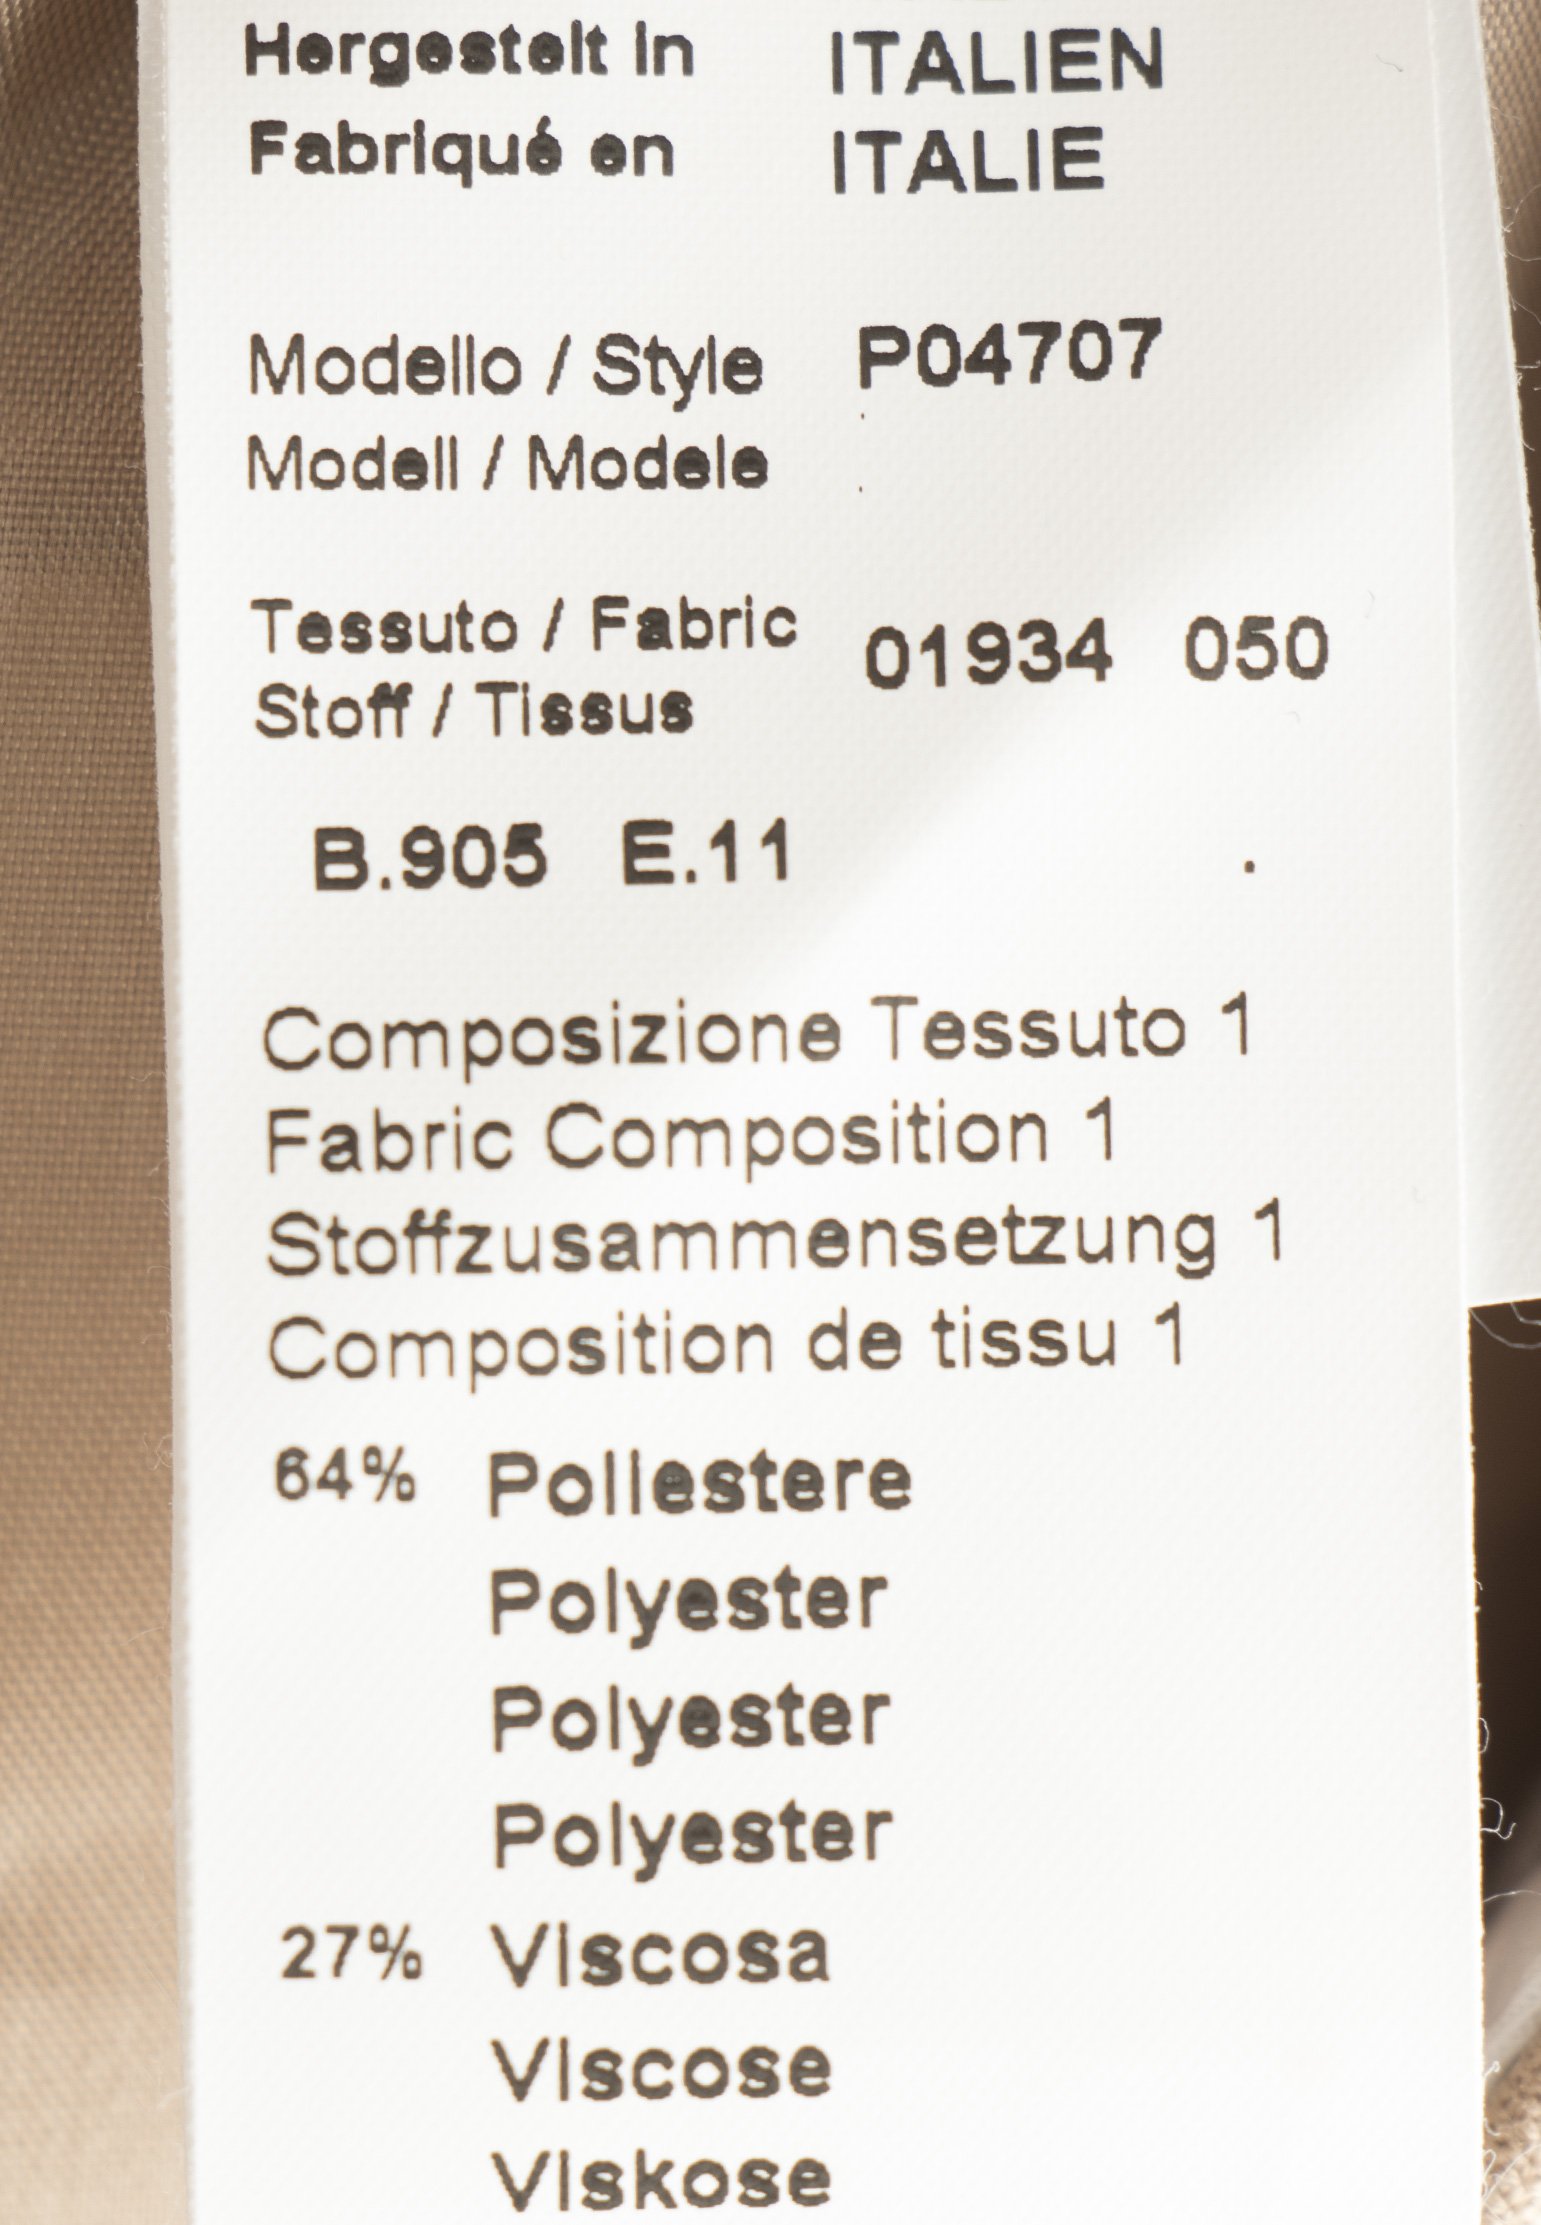 Hergestelt in ITALIEN
Fabriqué en ITALIE
Modello / Style P04707
Modell / Modele
Tessuto / Fabric 01934 050
Stoff / Tissus
B.905 E.11
Composizione Tessuto 1
Fabric Composition 1
Stoffzusammensetzung 1
Composition de tissu 1
64% Poliestere
Polyester
Polyester
Polyester
27% Viscosa
Viscose
Viskose